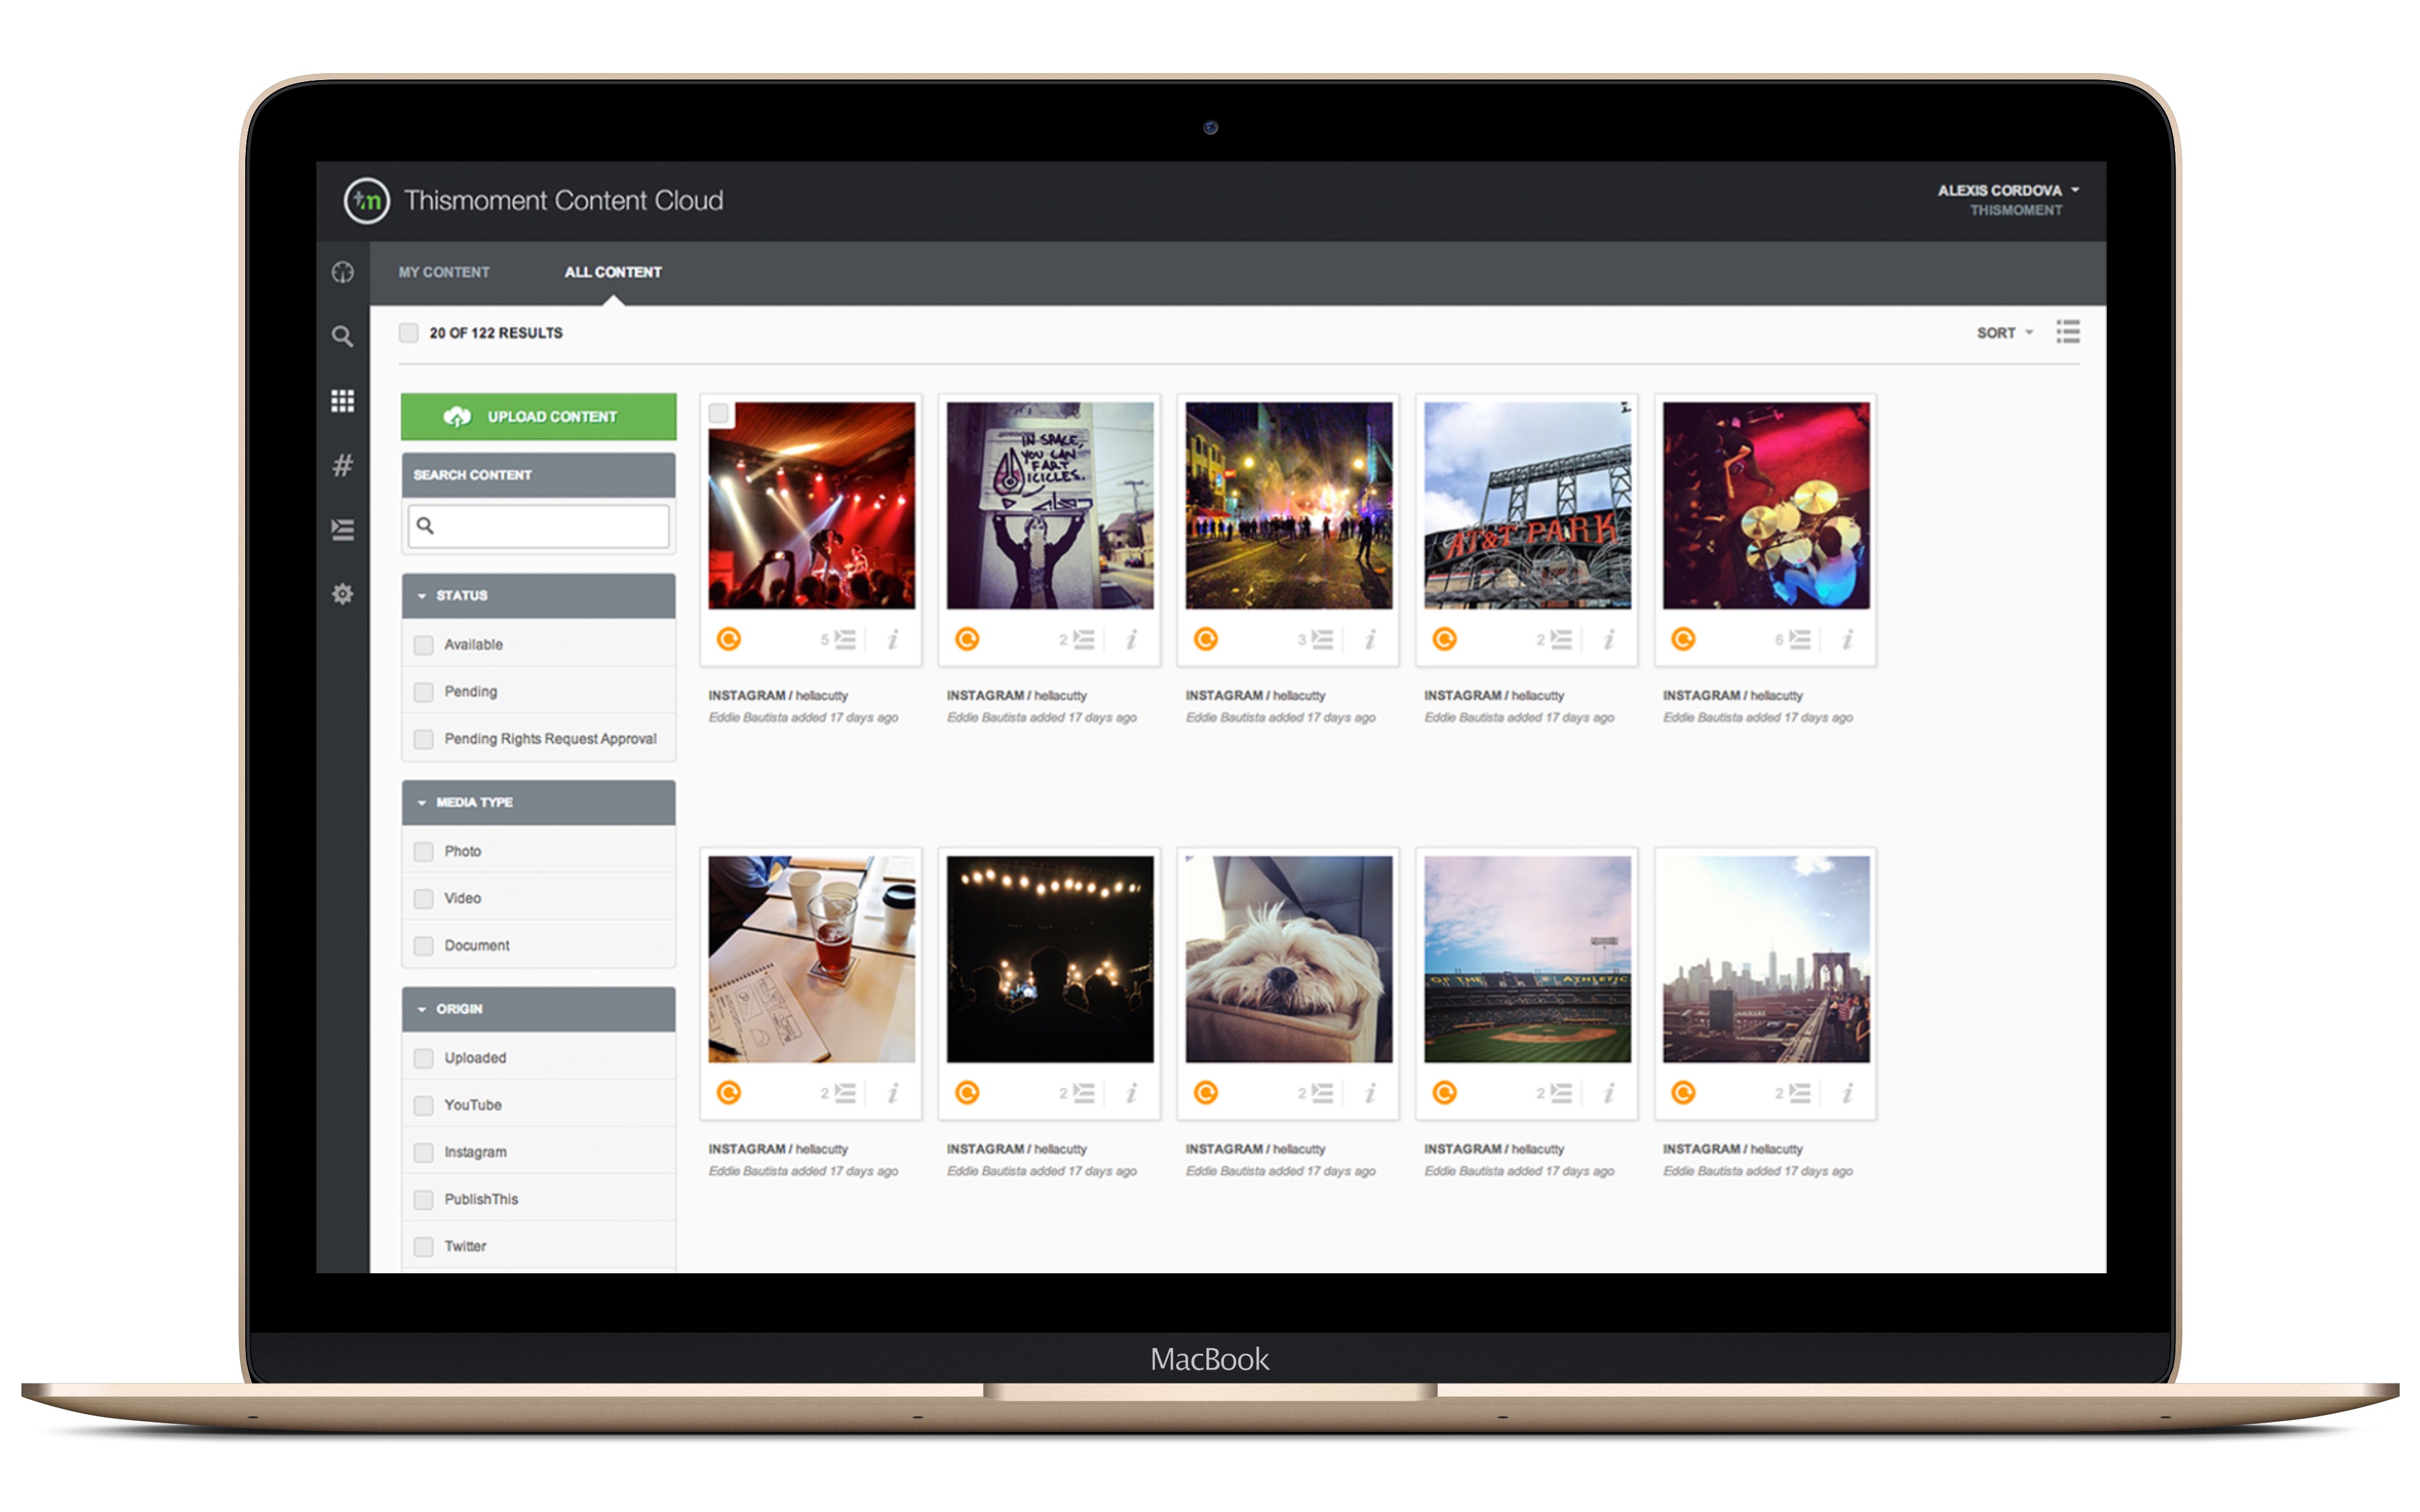 tm Thismoment Content Cloud
ALEXIS CORDOVA
THISMOMENT
MY CONTENT ALL CONTENT
20 OF 122 RESULTS SORT
UPLOAD CONTENT
SEARCH CONTENT
IN SPACE,
YOU CAN
FART
ICICLES.
AT&T PARK
STATUS
Available
Pending
Pending Rights Request Approval
5 i 2 i 3 i 2 i 6 i
INSTAGRAM / hellacutty INSTAGRAM / hellacutty INSTAGRAM / hellacutty INSTAGRAM / hellacutty INSTAGRAM / hellacutty
Eddie Bautista added 17 days ago Eddie Bautista added 17 days ago Eddie Bautista added 17 days ago Eddie Bautista added 17 days ago Eddie Bautista added 17 days ago
MEDIA TYPE
Photo
Video
Document
OF THE ATHLETIC
ORIGIN
Uploaded
YouTube
Instagram
PublishThis
Twitter
2 i 2 i 2 i 2 i 2 i
INSTAGRAM / hellacutty INSTAGRAM / hellacutty INSTAGRAM / hellacutty INSTAGRAM / hellacutty INSTAGRAM / hellacutty
Eddie Bautista added 17 days ago Eddie Bautista added 17 days ago Eddie Bautista added 17 days ago Eddie Bautista added 17 days ago Eddie Bautista added 17 days ago
MacBook